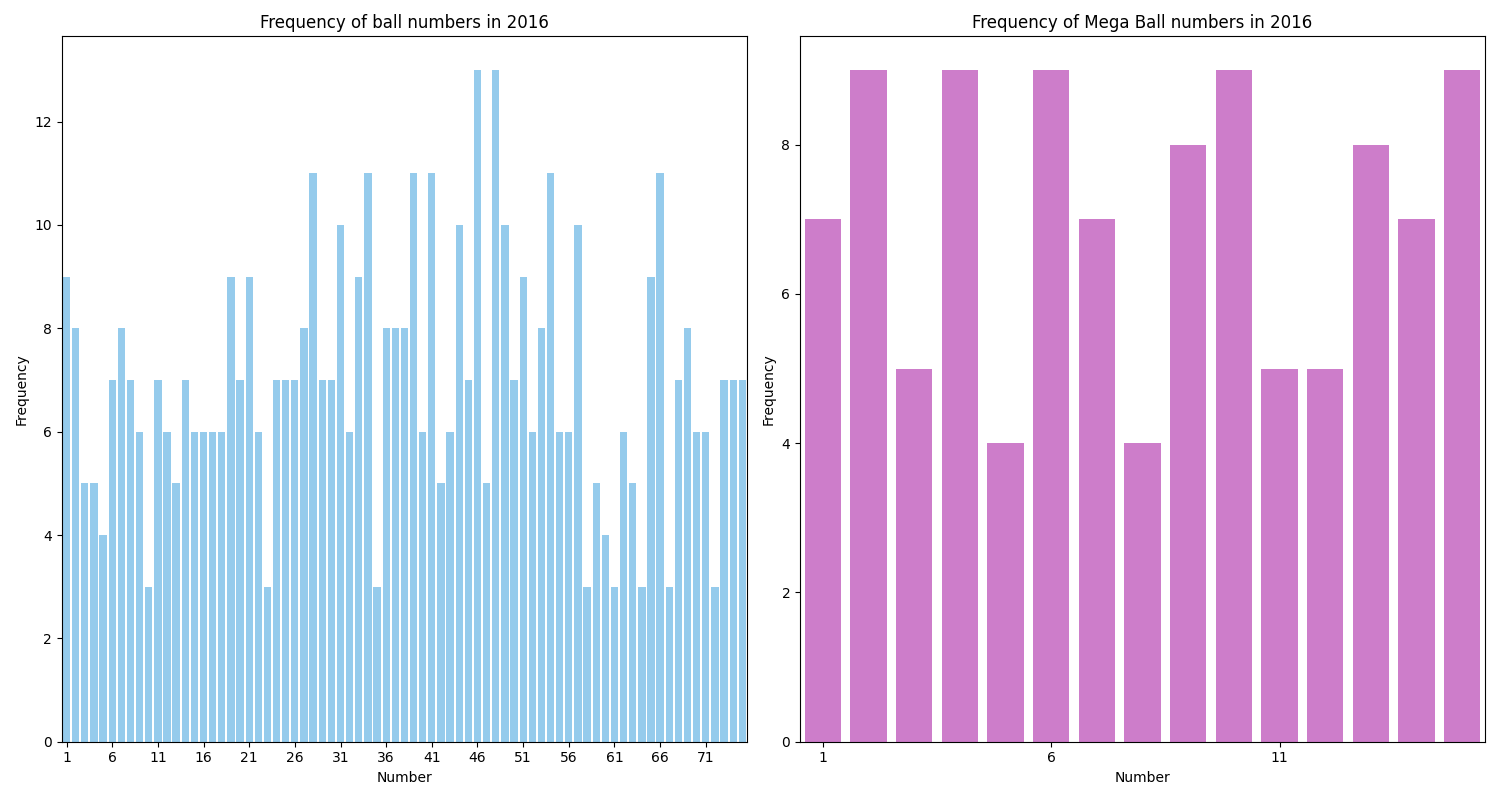 Frequency of ball numbers in 2016
12
10
8
6
4
2
0
Frequency
1 6 11 16 21 26 31 36 41 46 51 56 61 66 71
Number
Frequency of Mega Ball numbers in 2016
8
6
4
2
0
Frequency
1 6 11
Number